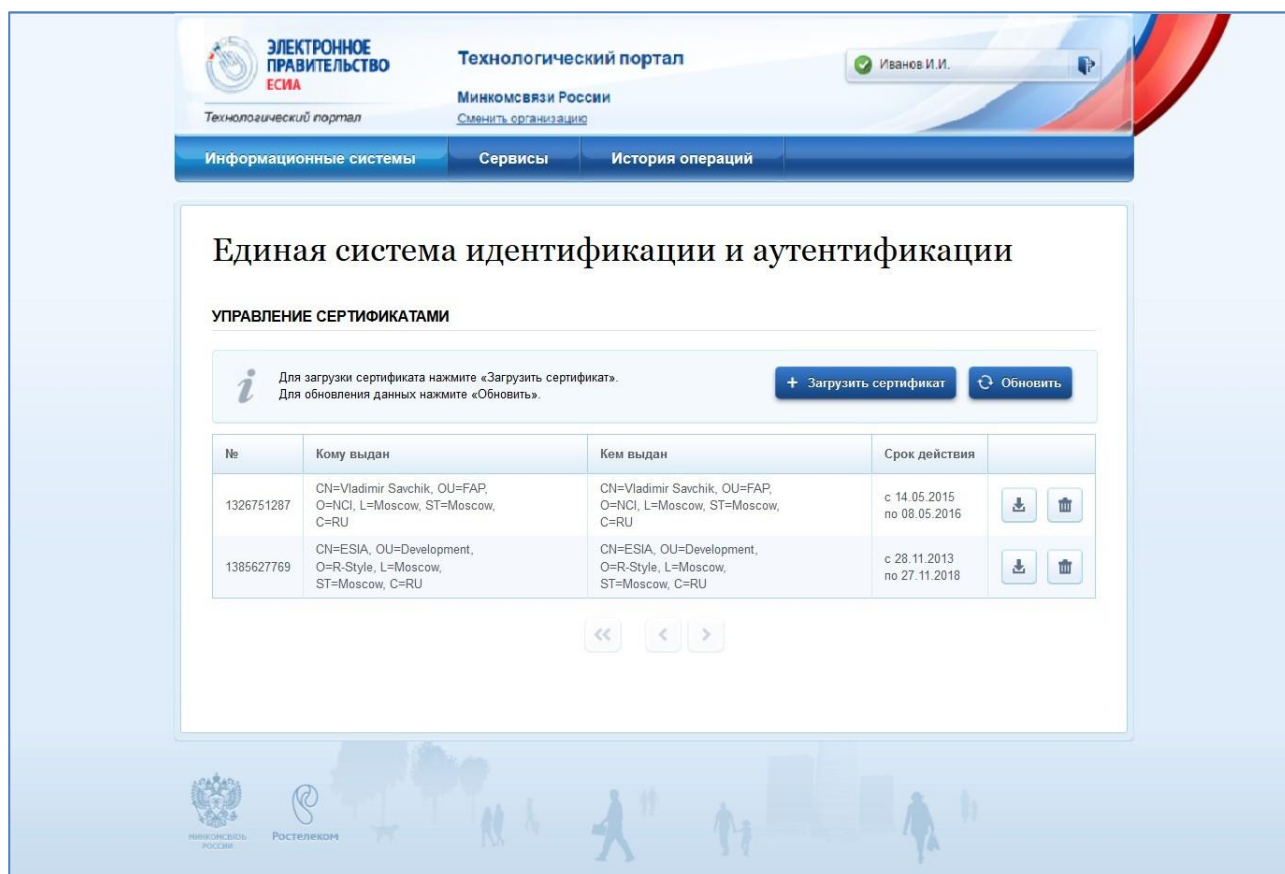 ЭЛЕКТРОННОЕ
ПРАВИТЕЛЬСТВО
ЕСИА
Технологический портал
Технологический портал
Минкомсвязи России
Сменить организацию
Иванов И.И.
Информационные системы
Сервисы
История операций
Единая система идентификации и аутентификации
УПРАВЛЕНИЕ СЕРТИФИКАТАМИ
Для загрузки сертификата нажмите «Загрузить сертификат».
Для обновления данных нажмите «Обновить».
+ Загрузить сертификат
Обновить
№
Кому выдан
Кем выдан
Срок действия
1326751287
CN=Vladimir Savchik, OU=FAP,
O=NCI, L=Moscow, ST=Moscow,
C=RU
CN=Vladimir Savchik, OU=FAP,
O=NCI, L=Moscow, ST=Moscow,
C=RU
с 14.05.2015
по 08.05.2016
1385627769
CN=ESIA, OU=Development,
O=R-Style, L=Moscow,
ST=Moscow, C=RU
CN=ESIA, OU=Development,
O=R-Style, L=Moscow,
ST=Moscow, C=RU
с 28.11.2013
по 27.11.2018
МИНКОМСВЯЗЬ
РОССИИ
Ростелеком